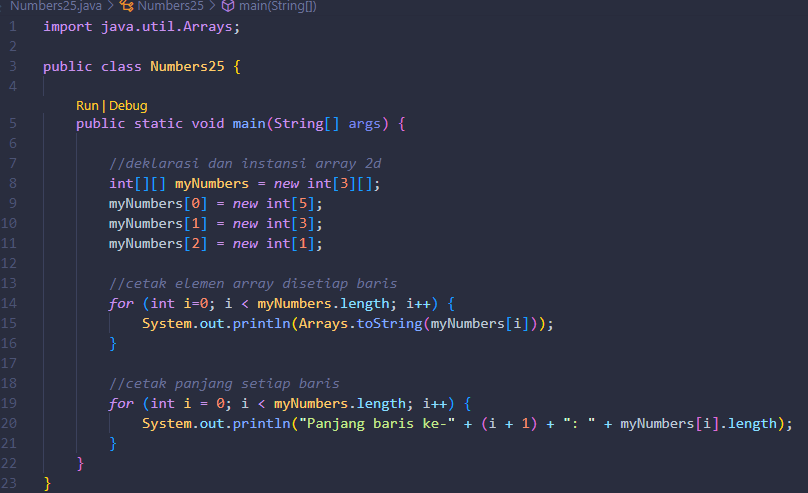 Numbers25.java > Numbers25 > main(String[])
1 import java.util.Arrays;
2
3 public class Numbers25 {
4
Run | Debug
5 public static void main(String[] args) {
6
7 //deklarasi dan instansi array 2d
8 int[][] myNumbers = new int[3][];
9 myNumbers[0] = new int[5];
10 myNumbers[1] = new int[3];
11 myNumbers[2] = new int[1];
12
13 //cetak elemen array disetiap baris
14 for (int i=0; i < myNumbers.length; i++) {
15 System.out.println(Arrays.toString(myNumbers[i]));
16 }
17
18 //cetak panjang setiap baris
19 for (int i = 0; i < myNumbers.length; i++) {
20 System.out.println("Panjang baris ke-" + (i + 1) + ": " + myNumbers[i].length);
21 }
22 }
23 }